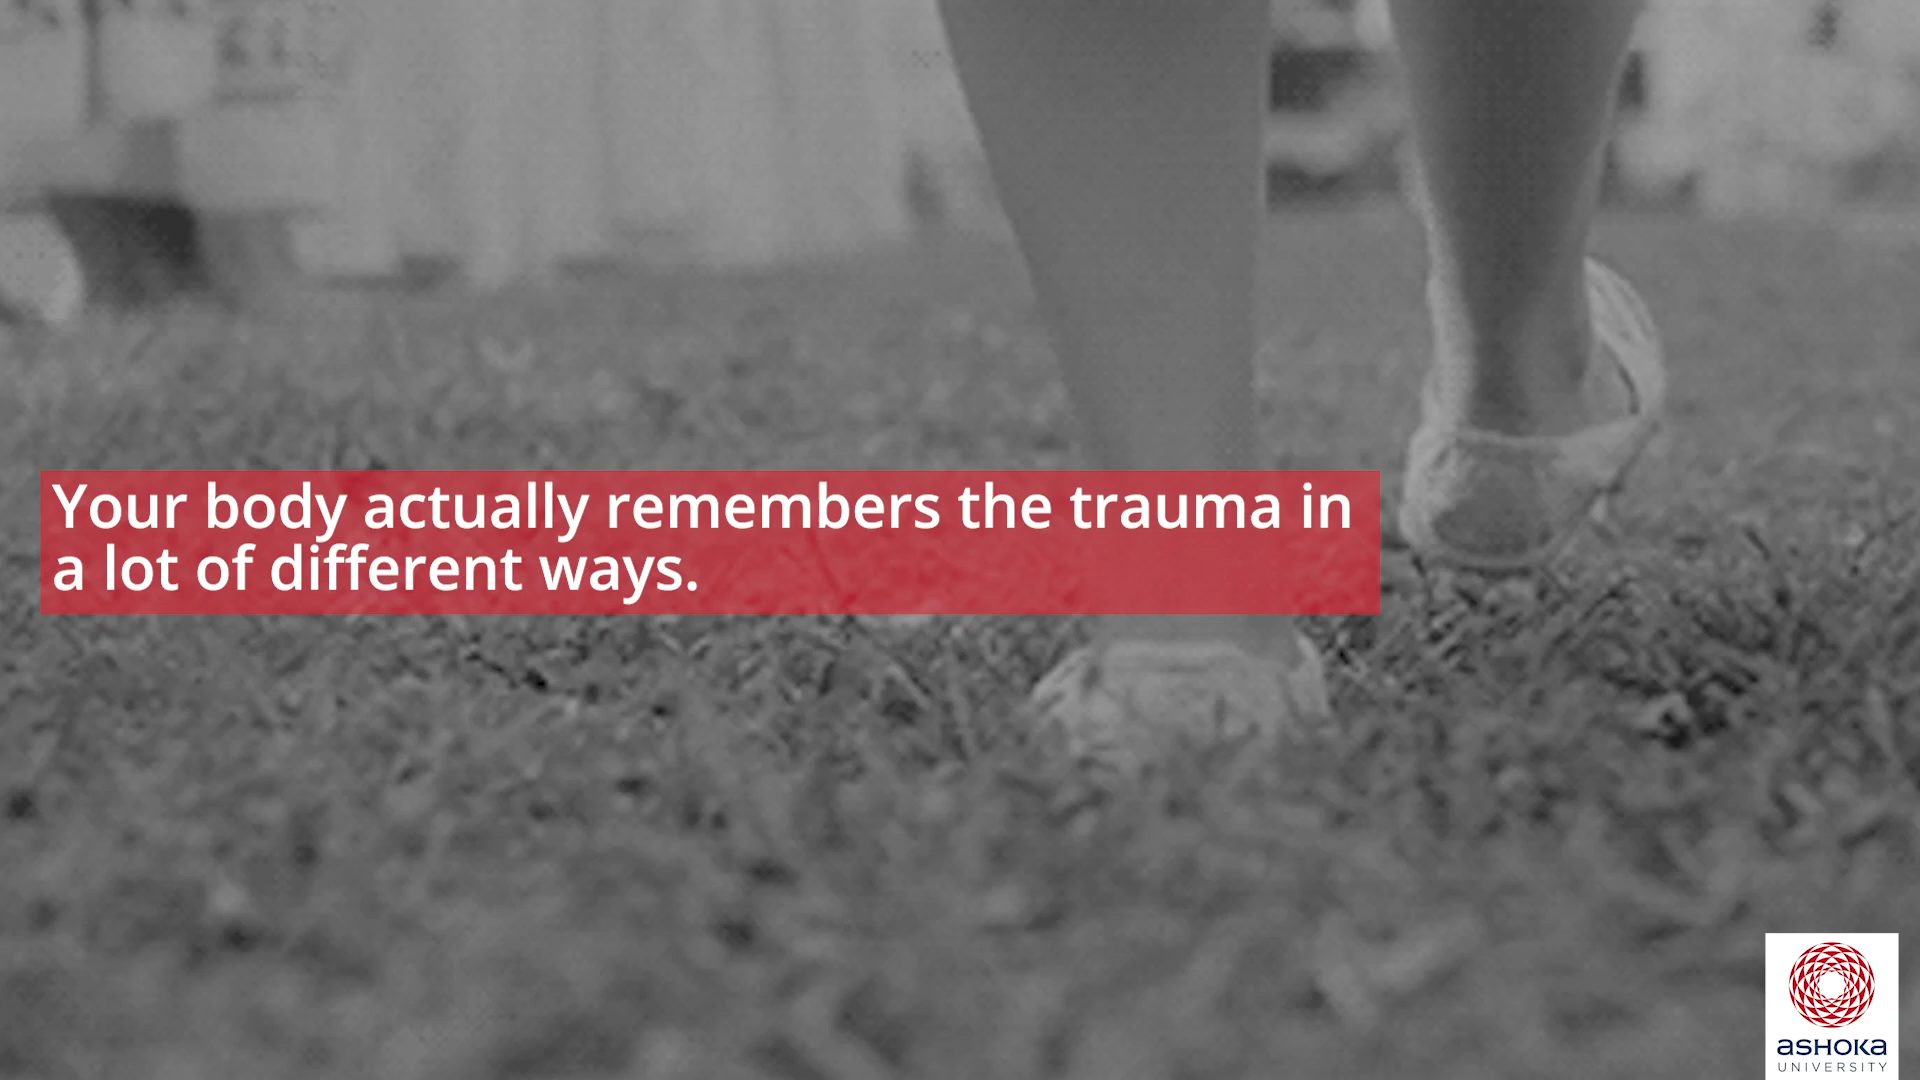 Your body actually remembers the trauma in
a lot of different ways.
ASHOKA
UNIVERSITY